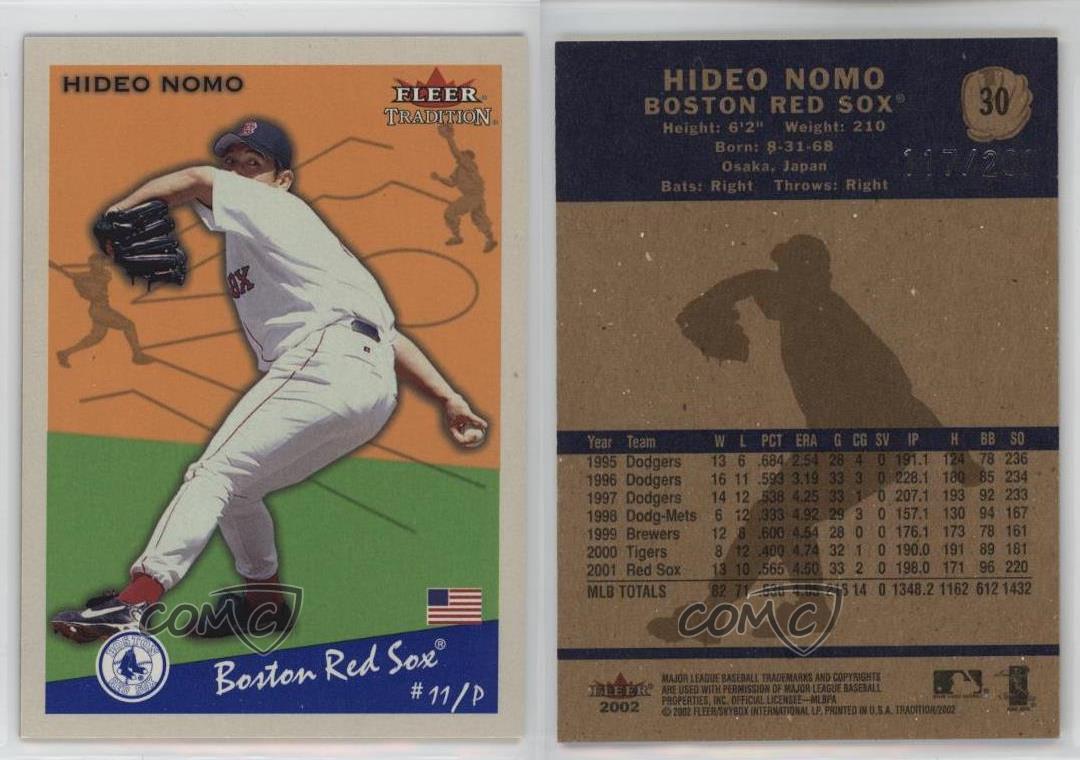 HIDEO NOMO
FLEER®
TRADITION®
Boston Red Sox®
# 11/P
COMC
HIDEO NOMO
BOSTON RED SOX®
30
Height: 6'2" Weight: 210
Born: 8-31-68
Osaka, Japan
Bats: Right Throws: Right
Year Team W L PCT ERA G CG SV IP H BB SO
1995 Dodgers 13 6 .684 2.54 28 4 0 191.1 124 78 236
1996 Dodgers 16 11 .593 3.19 33 3 0 228.1 180 85 234
1997 Dodgers 14 12 .538 4.25 33 1 0 207.1 193 92 233
1998 Dodg-Mets 6 12 .333 4.92 29 3 0 157.1 130 94 167
1999 Brewers 12 8 .600 4.54 28 0 0 176.1 173 78 161
2000 Tigers 8 12 .400 4.74 32 1 0 190.0 191 89 181
2001 Red Sox 13 10 .565 4.50 33 2 0 198.0 171 96 220
MLB TOTALS 82 71 14 0 1348.2 1162 612 1432
COMC
FLEER
2002
MAJOR LEAGUE BASEBALL TRADEMARKS AND COPYRIGHTS
ARE USED WITH PERMISSION OF MAJOR LEAGUE BASEBALL
PROPERTIES, INC. OFFICIAL LICENSEE—MLBPA
© 2002 FLEER/SKYBOX INTERNATIONAL LP. PRINTED IN U.S.A. TRADITION/2002